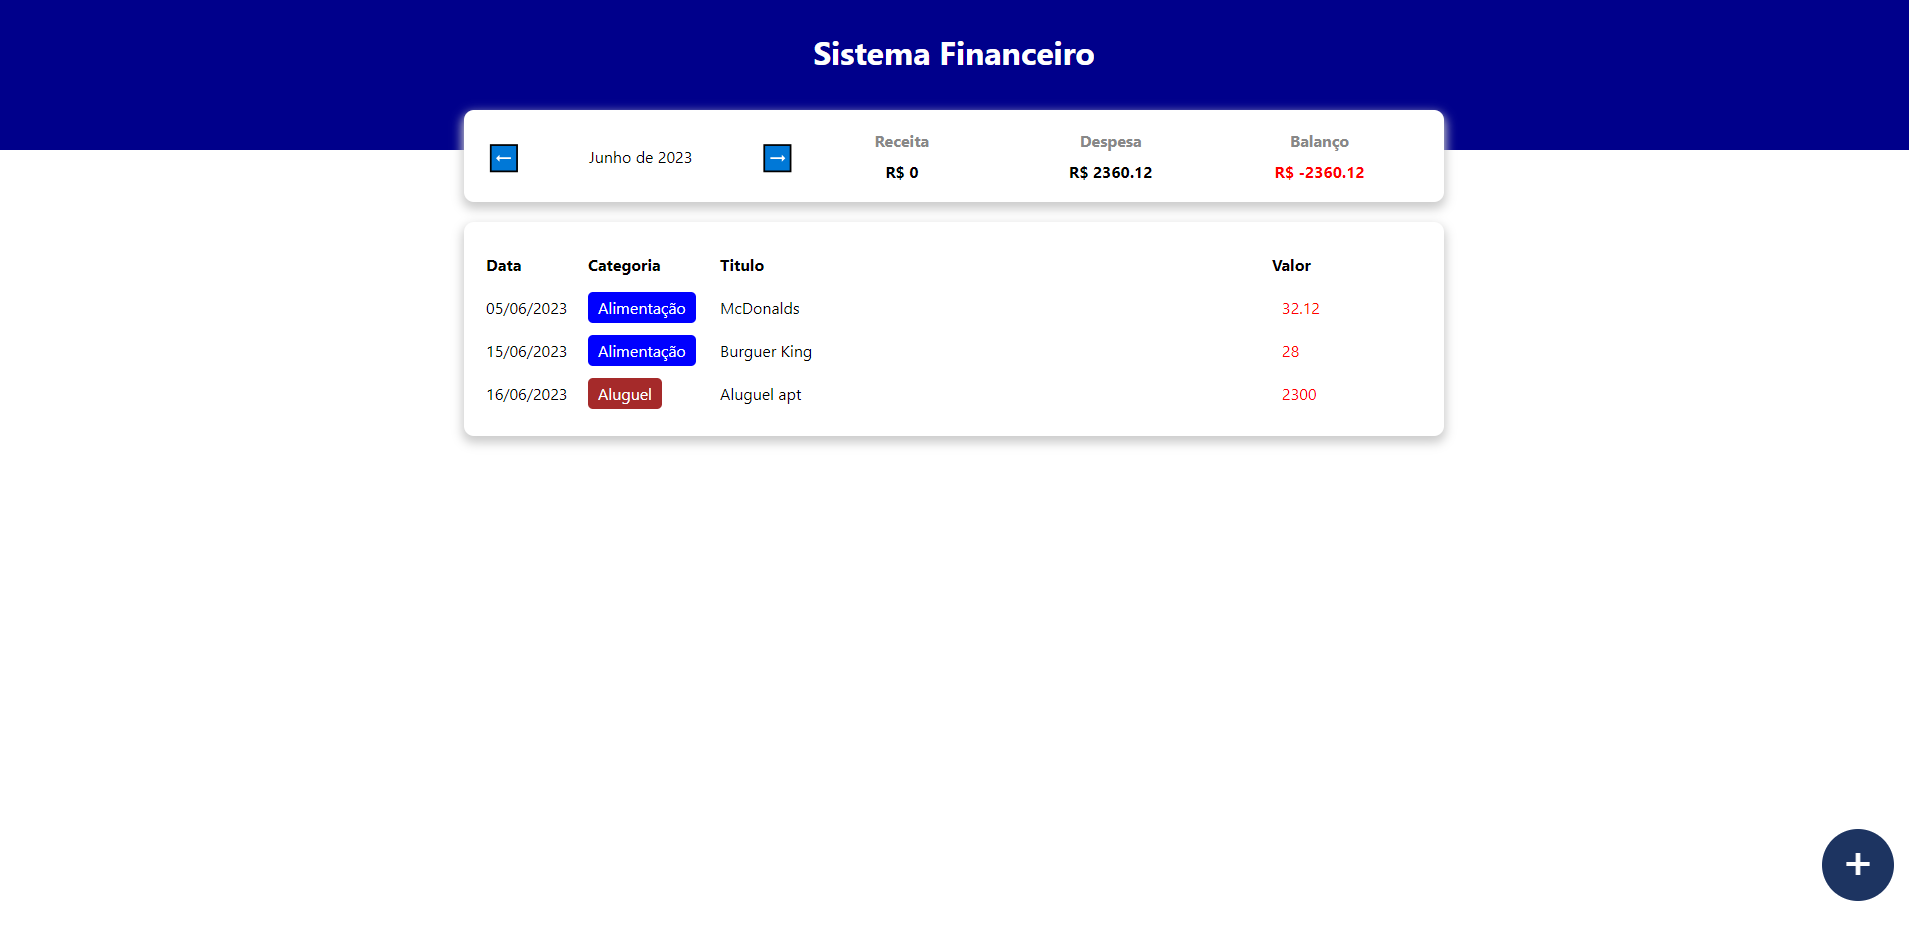 Sistema Financeiro
← Junho de 2023 →
Receita Despesa Balanço
R$ 0 R$ 2360.12 R$ -2360.12
Data Categoria Titulo Valor
05/06/2023 Alimentação McDonalds 32.12
15/06/2023 Alimentação Burguer King 28
16/06/2023 Aluguel Aluguel apt 2300
+